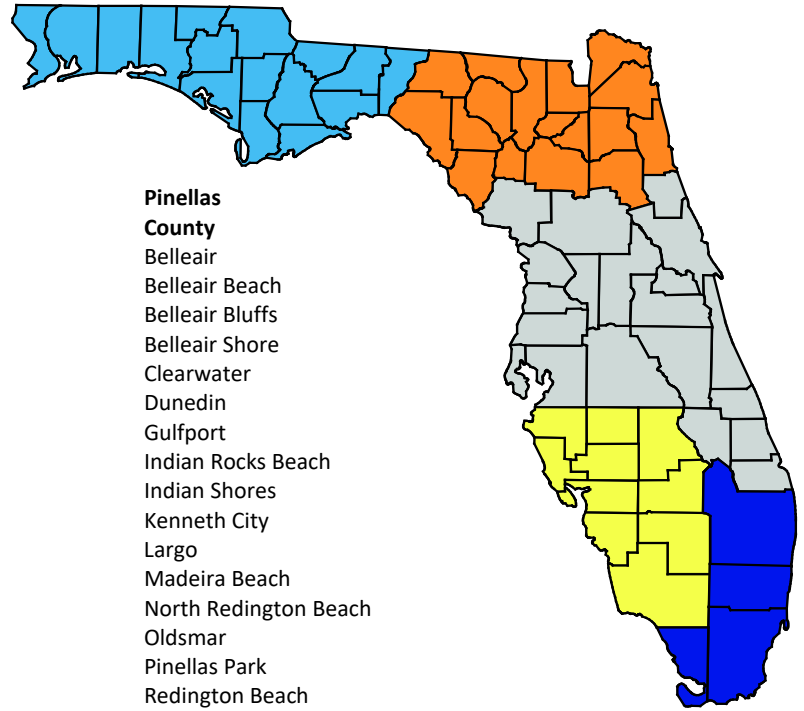 Pinellas
County
Belleair
Belleair Beach
Belleair Bluffs
Belleair Shore
Clearwater
Dunedin
Gulfport
Indian Rocks Beach
Indian Shores
Kenneth City
Largo
Madeira Beach
North Redington Beach
Oldsmar
Pinellas Park
Redington Beach